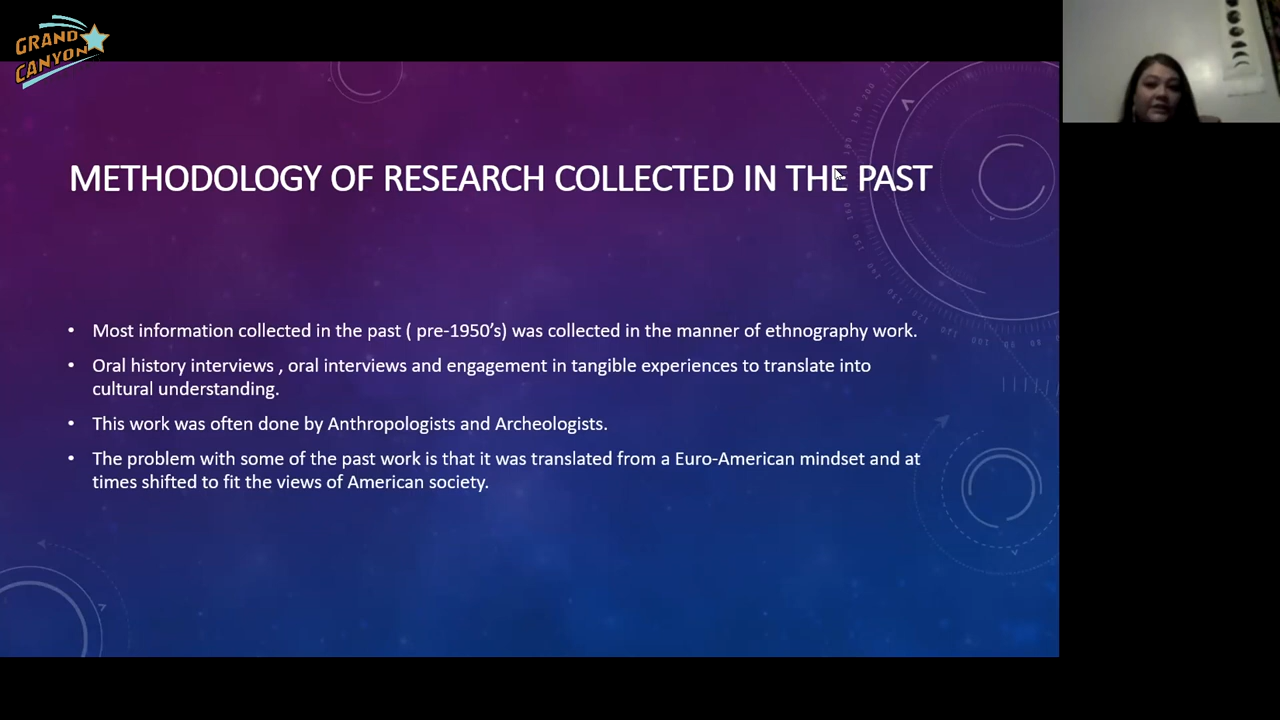 GRAND
CANYON
METHODOLOGY OF RESEARCH COLLECTED IN THE PAST
• Most information collected in the past ( pre-1950's) was collected in the manner of ethnography work.
• Oral history interviews , oral interviews and engagement in tangible experiences to translate into
cultural understanding.
• This work was often done by Anthropologists and Archeologists.
• The problem with some of the past work is that it was translated from a Euro-American mindset and at
times shifted to fit the views of American society.